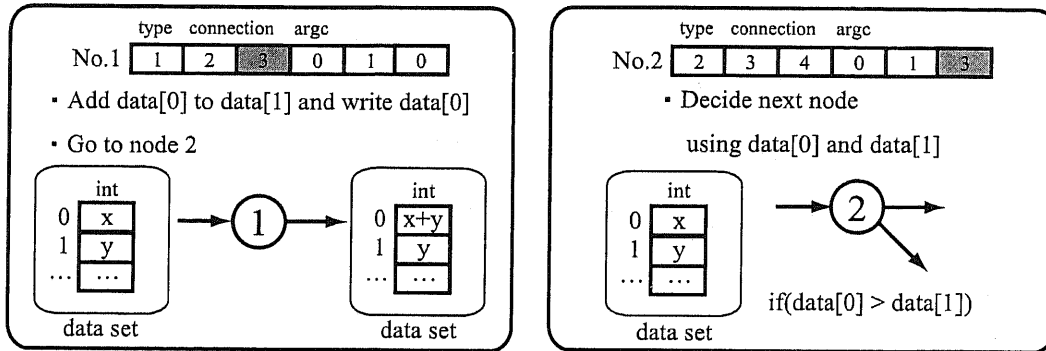 type connection argc
No.1 1 2 3 0 1 0
▪ Add data[0] to data[1] and write data[0]
▪ Go to node 2
int
0 x
1 y
... ...
data set
1
int
0 x+y
1 y
... ...
data set
type connection argc
No.2 2 3 4 0 1 3
▪ Decide next node
using data[0] and data[1]
int
0 x
1 y
... ...
data set
2
if(data[0] > data[1])